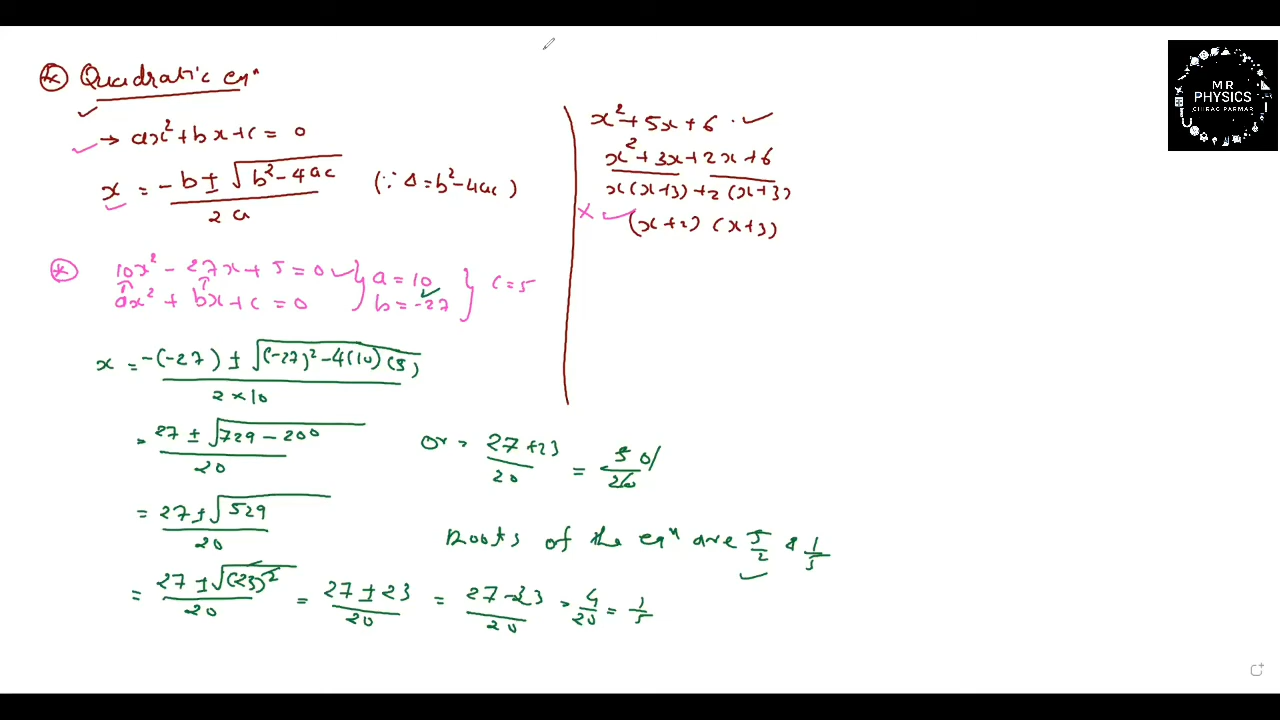 Quadratic eqn
→ ax² + bx + c = 0
x = -b ± √b² - 4ac / 2a (∵ Δ = b² - 4ac)
x² + 5x + 6 .
x² + 3x + 2x + 6
x(x+3) + 2(x+3)
(x+2) (x+3)
10x² - 27x + 5 = 0 } a = 10 } c = 5
ax² + bx + c = 0 } b = -27 }
x = -(-27) ± √(-27)² - 4(10)(5) / 2 × 10
= 27 ± √729 - 200 / 20
= 27 ± √529 / 20
= 27 ± √(23)² / 20 = 27 ± 23 / 20 = 27 - 23 / 20 = 4/20 = 1/5
or = 27 + 23 / 20 = 50/20
Roots of the eqn are 5/2 & 1/5
MR
PHYSICS
CHIRAG PARMAR